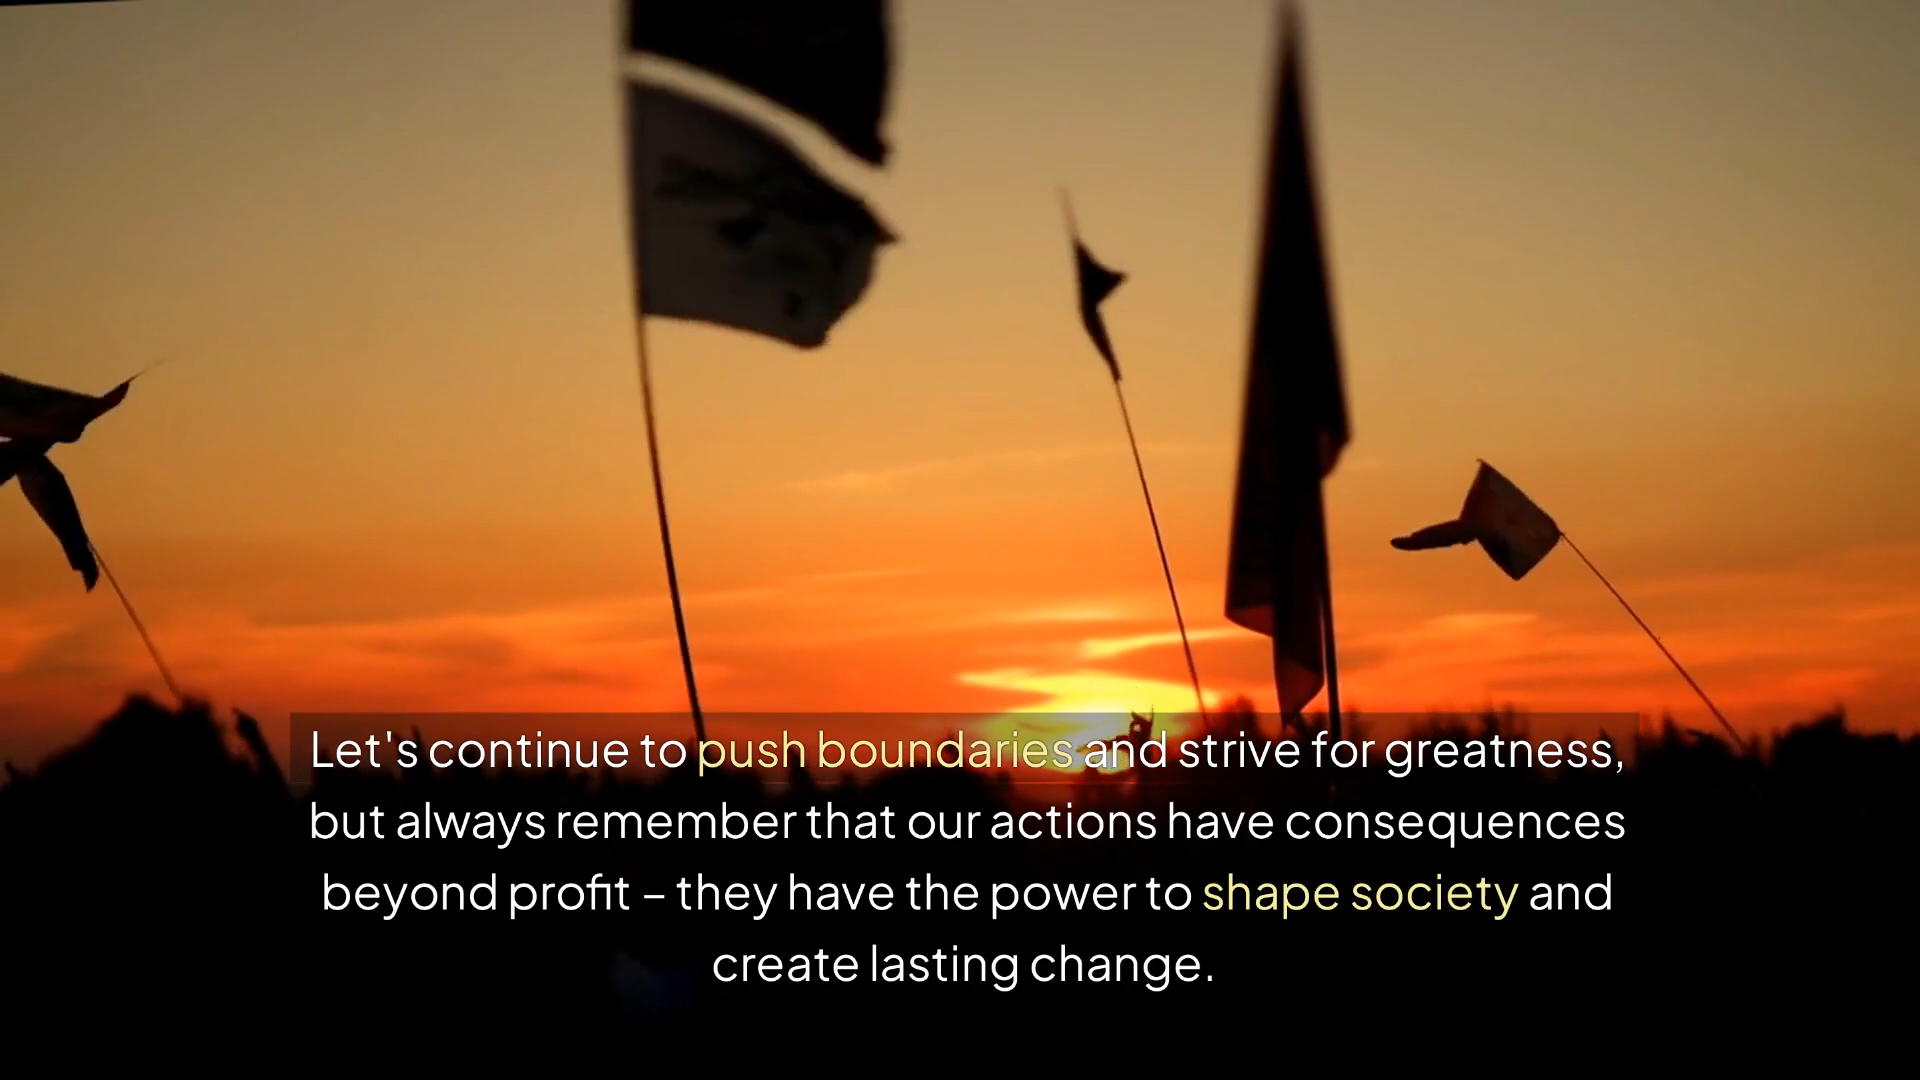 Let's continue to push boundaries and strive for greatness,
but always remember that our actions have consequences
beyond profit – they have the power to shape society and
create lasting change.